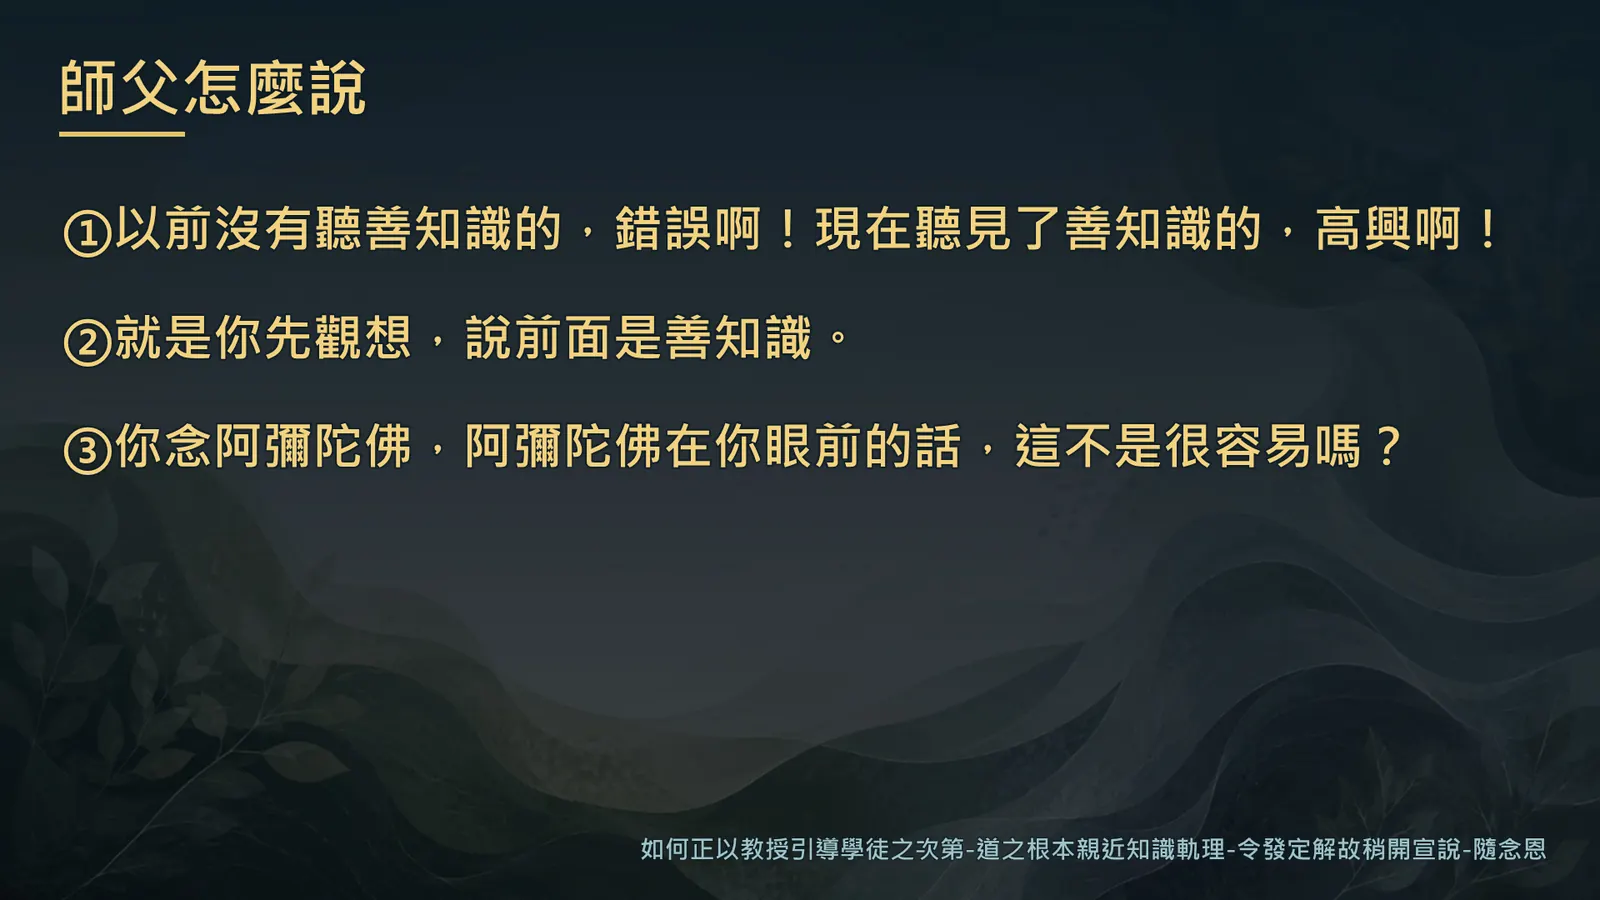 師父怎麼說
①以前沒有聽善知識的，錯誤啊！現在聽見了善知識的，高興啊！
②就是你先觀想，說前面是善知識。
③你念阿彌陀佛，阿彌陀佛在你眼前的話，這不是很容易嗎？
如何正以教授引導學徒之次第-道之根本親近知識軌理-令發定解故稍開宣說-隨念恩